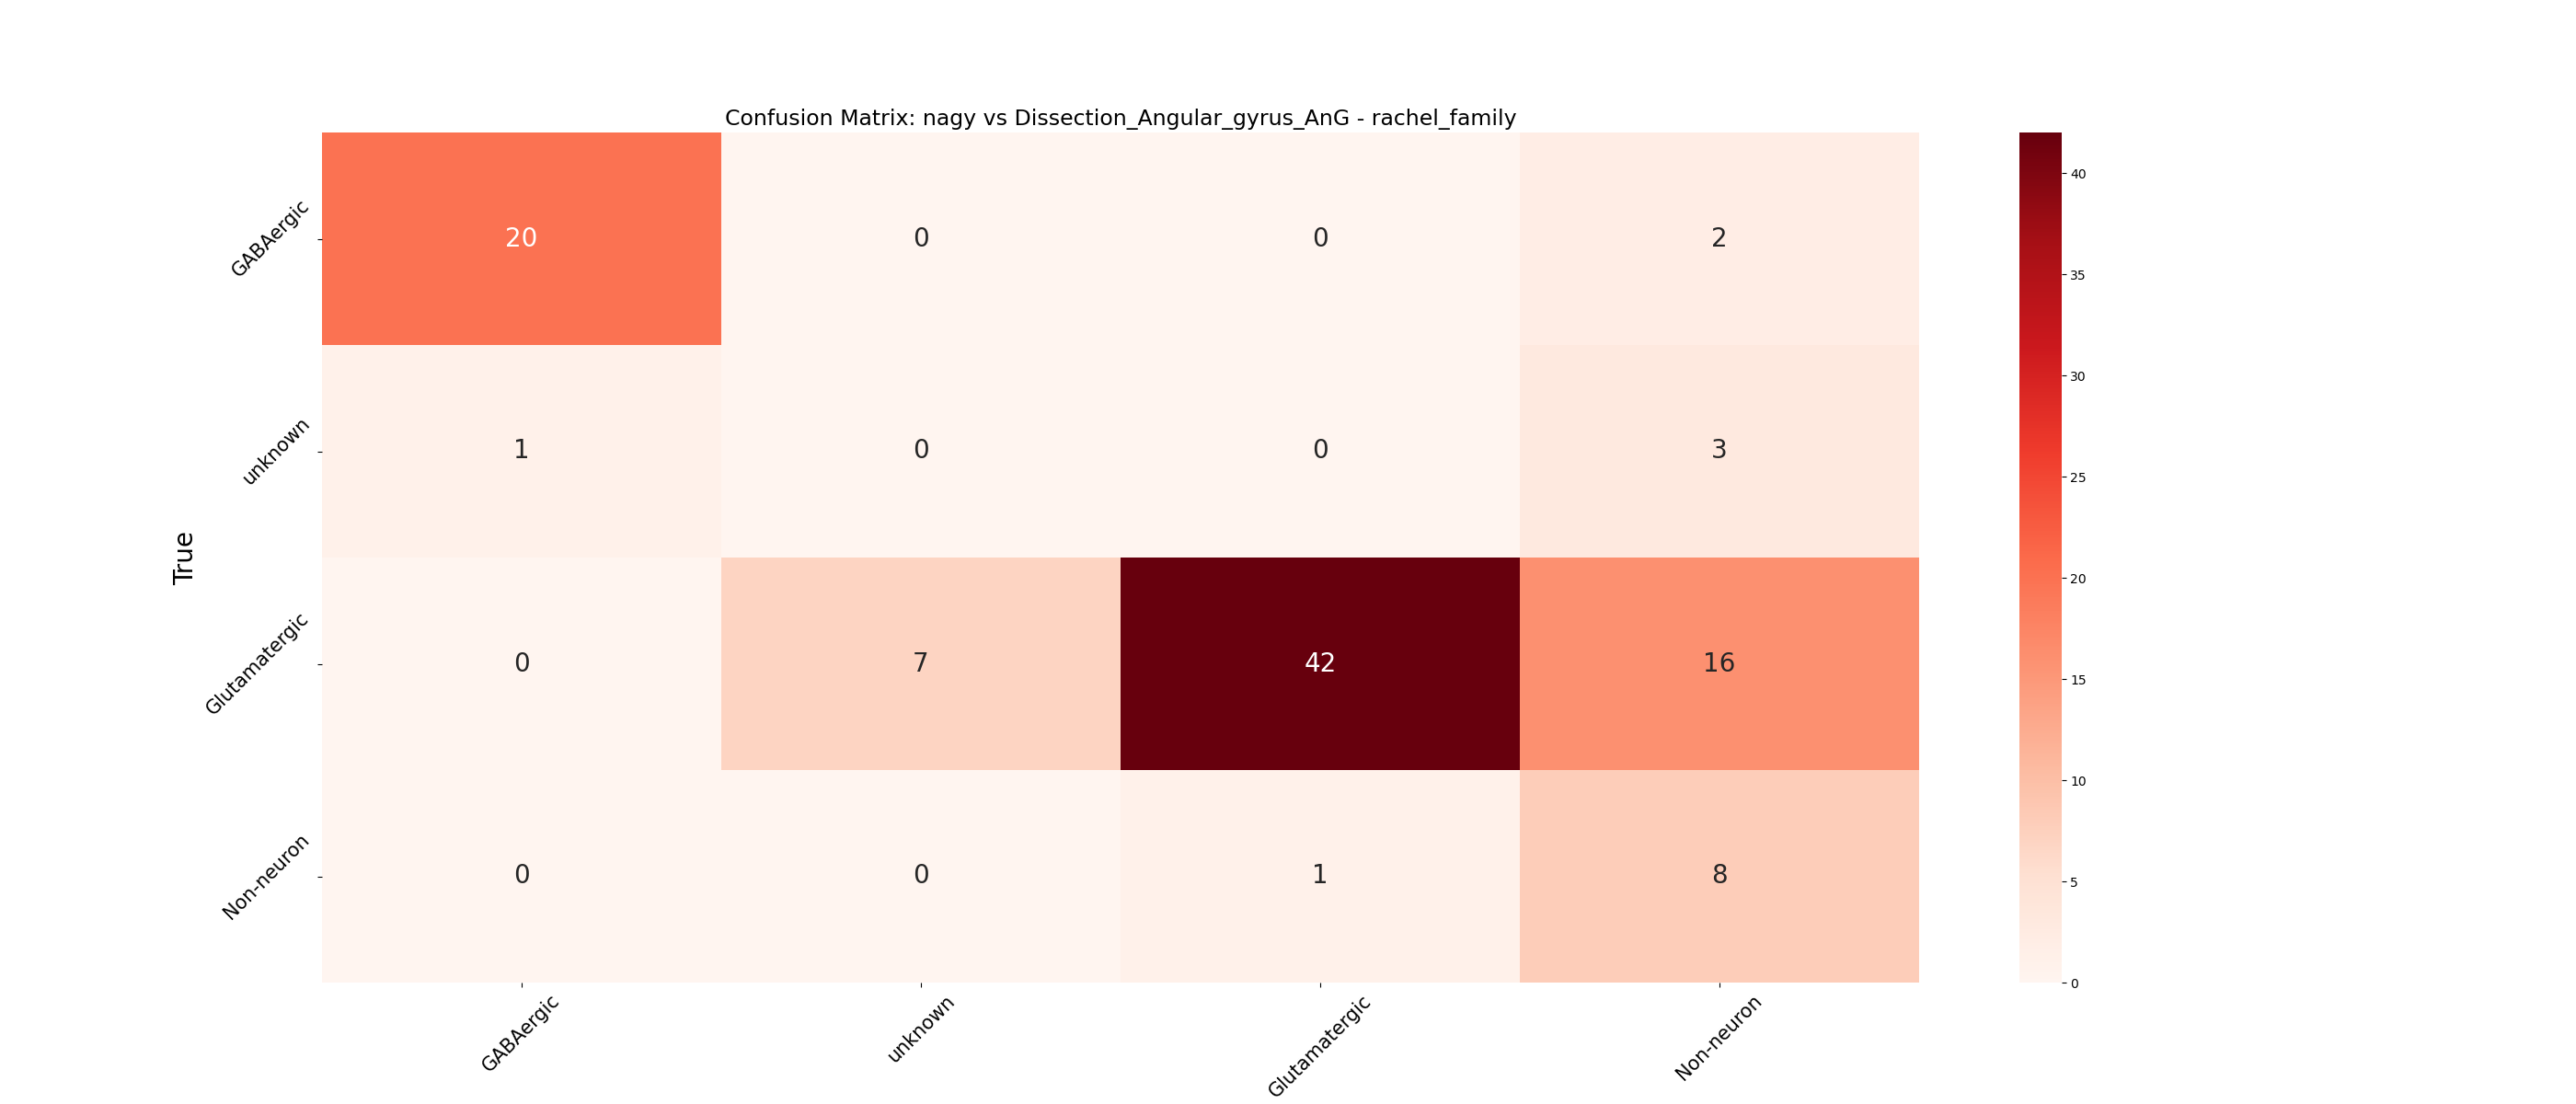 Confusion Matrix: nagy vs Dissection_Angular_gyrus_AnG - rachel_family
True
GABAergic 20 0 0 2
unknown 1 0 0 3
Glutamatergic 0 7 42 16
Non-neuron 0 0 1 8
GABAergic unknown Glutamatergic Non-neuron
40
35
30
25
20
15
10
5
0